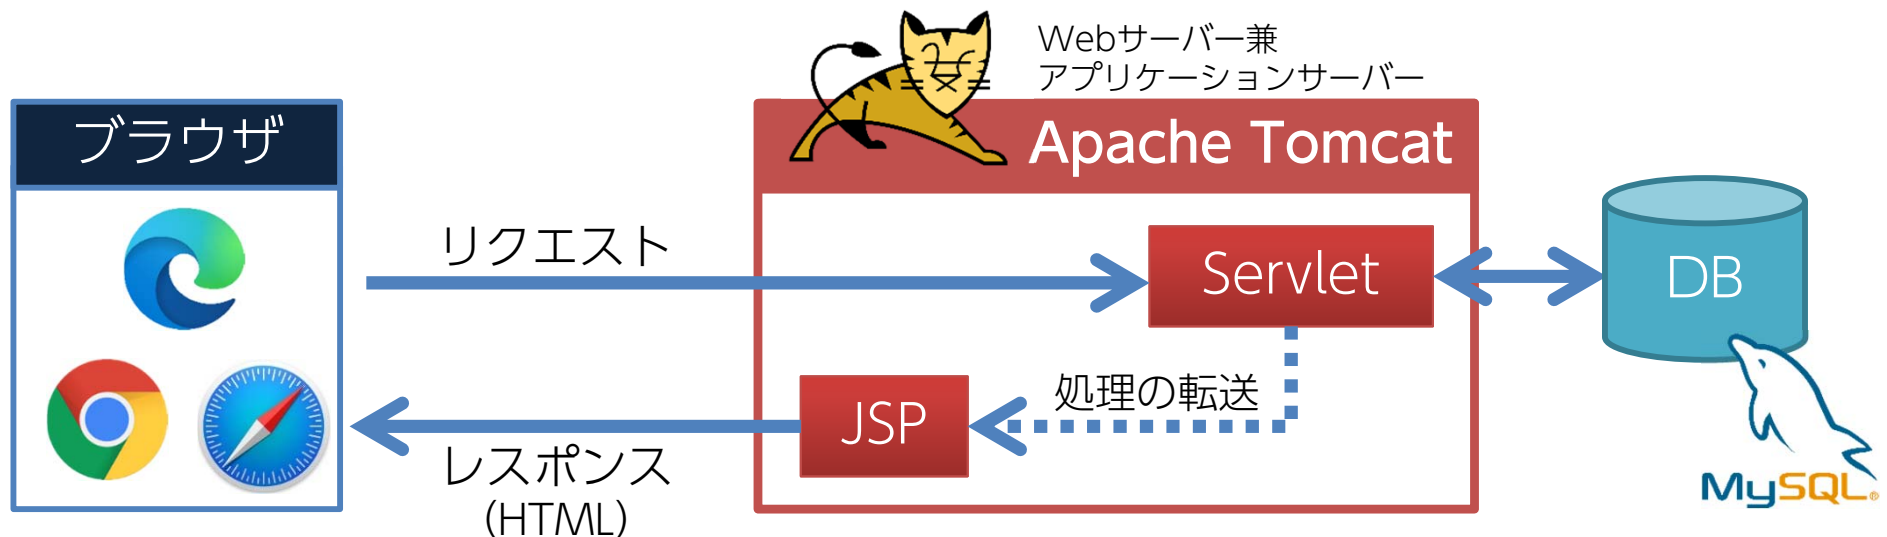 Webサーバー兼
アプリケーションサーバー
ブラウザ
Apache Tomcat
リクエスト
Servlet
DB
処理の転送
JSP
レスポンス
(HTML)
MySQL®